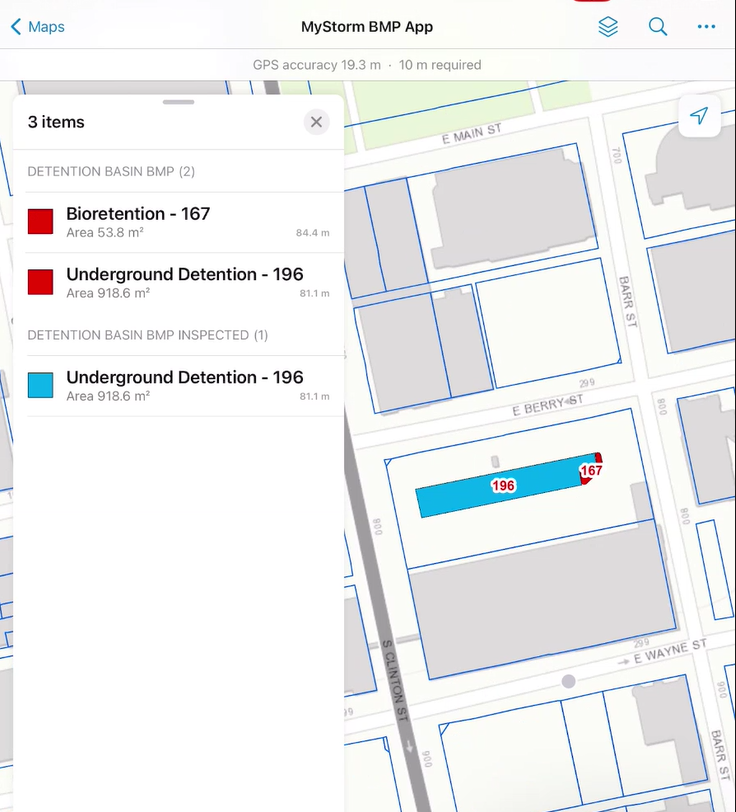 Maps
MyStorm BMP App
GPS accuracy 19.3 m · 10 m required
3 items
DETENTION BASIN BMP (2)
Bioretention - 167
Area 53.8 m²
84.4 m
Underground Detention - 196
Area 918.6 m²
81.1 m
DETENTION BASIN BMP INSPECTED (1)
Underground Detention - 196
Area 918.6 m²
81.1 m
E MAIN ST
700
BARR ST
299
E BERRY ST
800
167
196
800
800
299
E WAYNE ST
S CLINTON ST
99
900
BARR ST
900